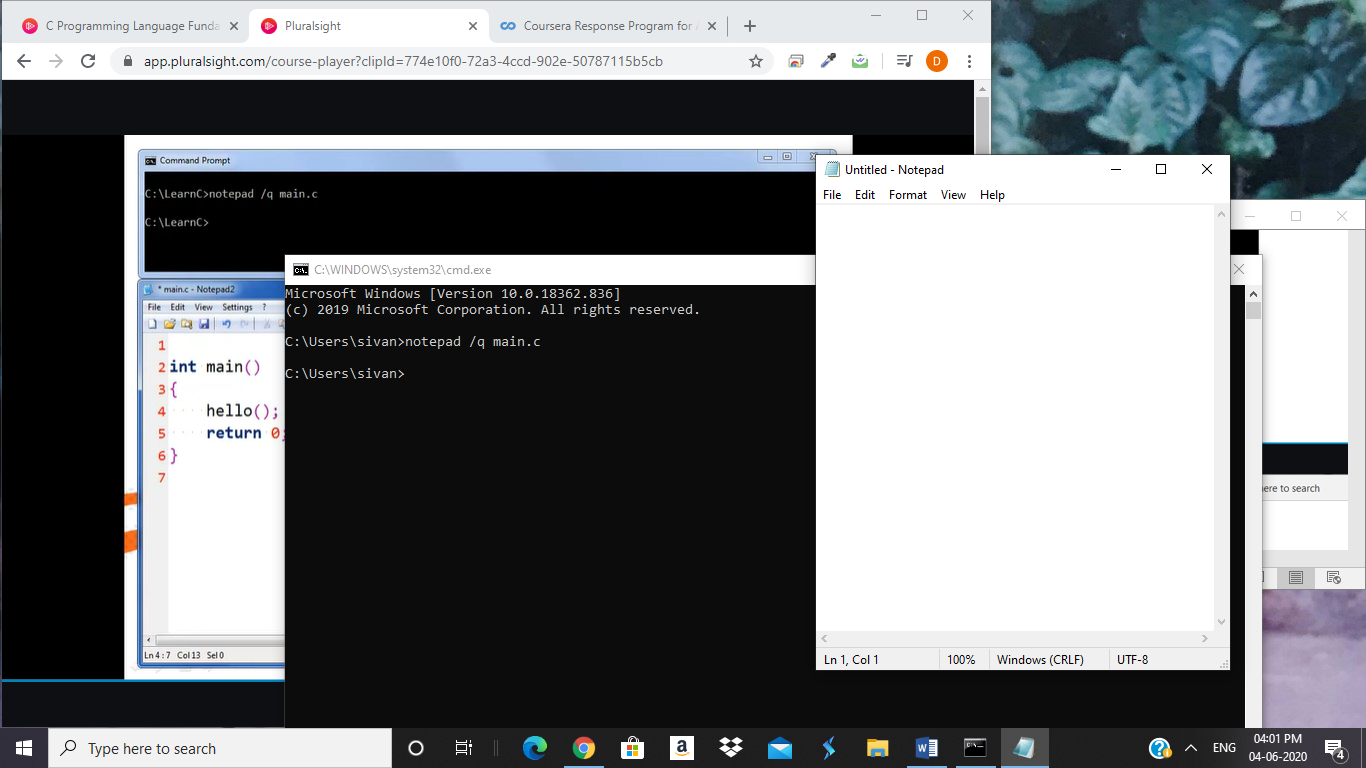 C Programming Language Funda
Pluralsight
Coursera Response Program for
app.pluralsight.com/course-player?clipId=774e10f0-72a3-4ccd-902e-50787115b5cb
D
Command Prompt
C:\LearnC>notepad /q main.c
C:\LearnC>
* main.c - Notepad2
File Edit View Settings ?
1
2 int main()
3 {
4 hello();
5 return 0;
6 }
7
Ln 4 : 7 Col 13 Sel 0
C:\WINDOWS\system32\cmd.exe
Microsoft Windows [Version 10.0.18362.836]
(c) 2019 Microsoft Corporation. All rights reserved.
C:\Users\sivan>notepad /q main.c
C:\Users\sivan>
Untitled - Notepad
File Edit Format View Help
Ln 1, Col 1 100% Windows (CRLF) UTF-8
here to search
Type here to search
ENG
04:01 PM
04-06-2020
4